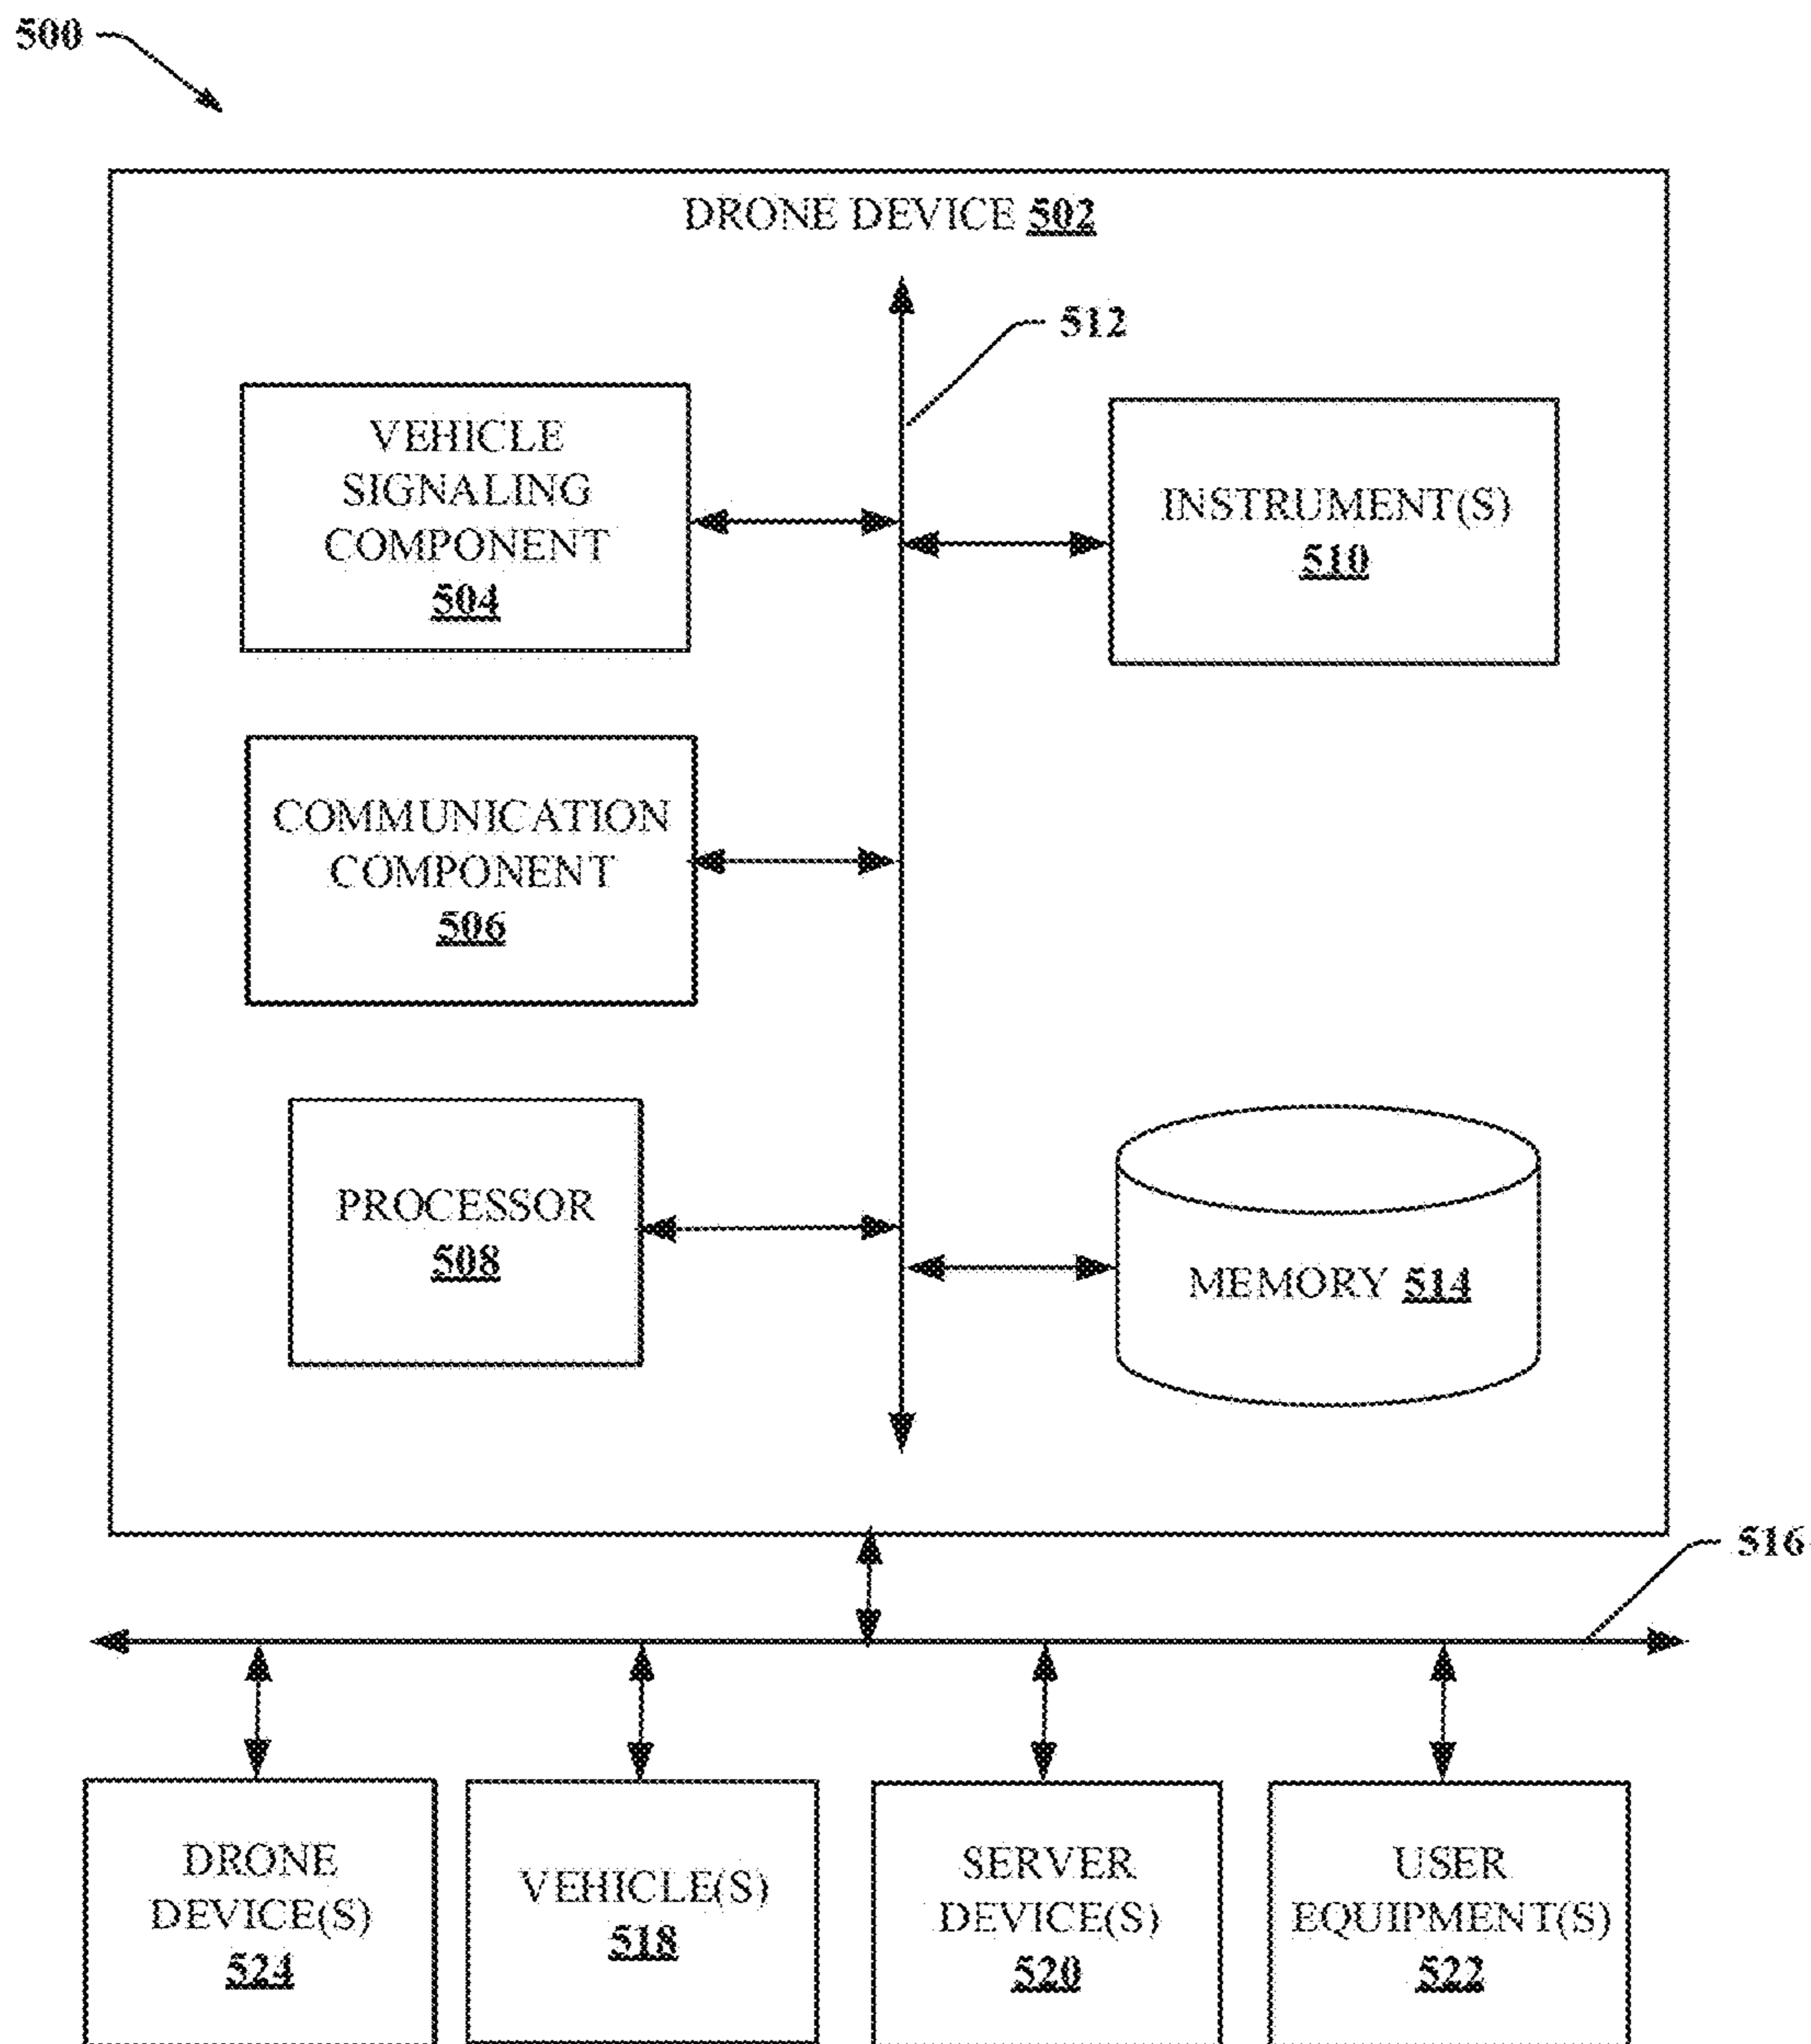 500
DRONE DEVICE 502
512
VEHICLE
SIGNALING
COMPONENT
504
INSTRUMENT(S)
510
COMMUNICATION
COMPONENT
506
PROCESSOR
508
MEMORY 514
516
DRONE
DEVICE(S)
524
VEHICLE(S)
518
SERVER
DEVICE(S)
520
USER
EQUIPMENT(S)
522